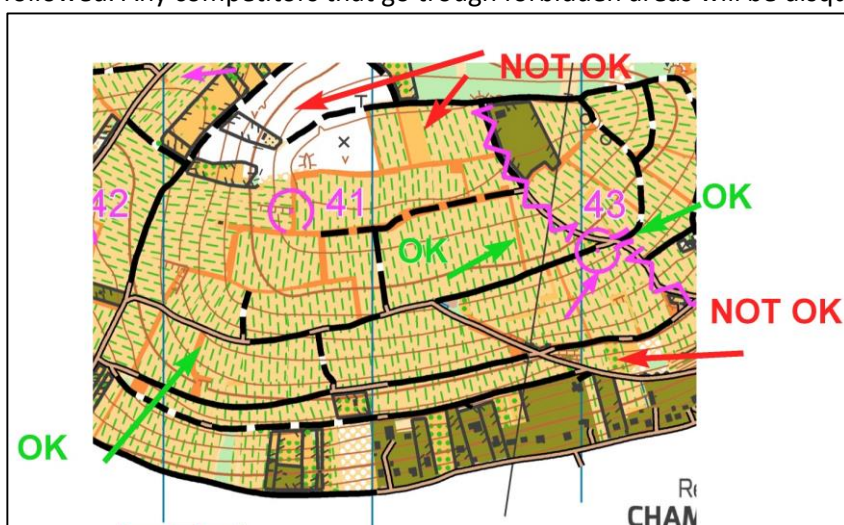 followed. Any competitors that go trough forbidden areas will be disqu
NOT OK
42
41
43
OK
OK
NOT OK
OK
Re
CHAM